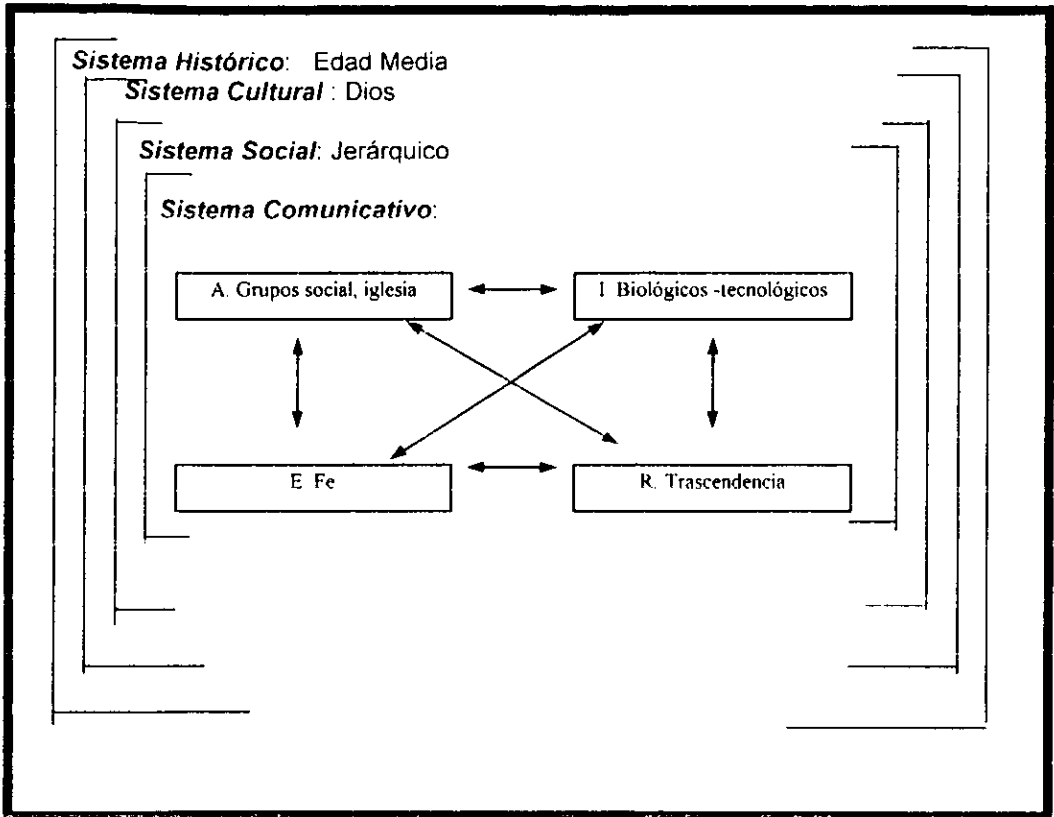 Sistema Histórico: Edad Media
Sistema Cultural : Dios
Sistema Social: Jerárquico
Sistema Comunicativo:
A. Grupos social, iglesia
I Biológicos -tecnológicos
E Fe
R. Trascendencia